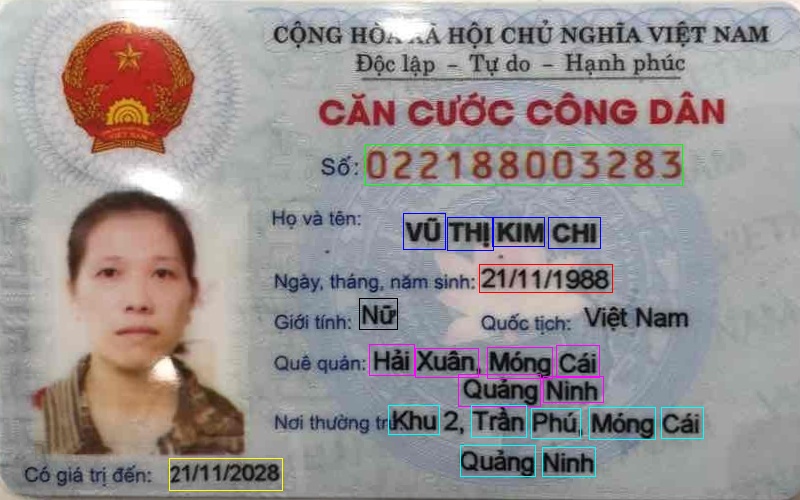 CỘNG HÒA XÃ HỘI CHỦ NGHĨA VIỆT NAM
Độc lập - Tự do - Hạnh phúc
CĂN CƯỚC CÔNG DÂN
Số: 022188003283
Họ và tên: VŨ THỊ KIM CHI
Ngày, tháng, năm sinh: 21/11/1988
Giới tính: Nữ Quốc tịch: Việt Nam
Quê quán: Hải Xuân, Móng Cái
Quảng Ninh
Nơi thường tr Khu 2, Trần Phú, Móng Cái
Quảng Ninh
Có giá trị đến: 21/11/2028